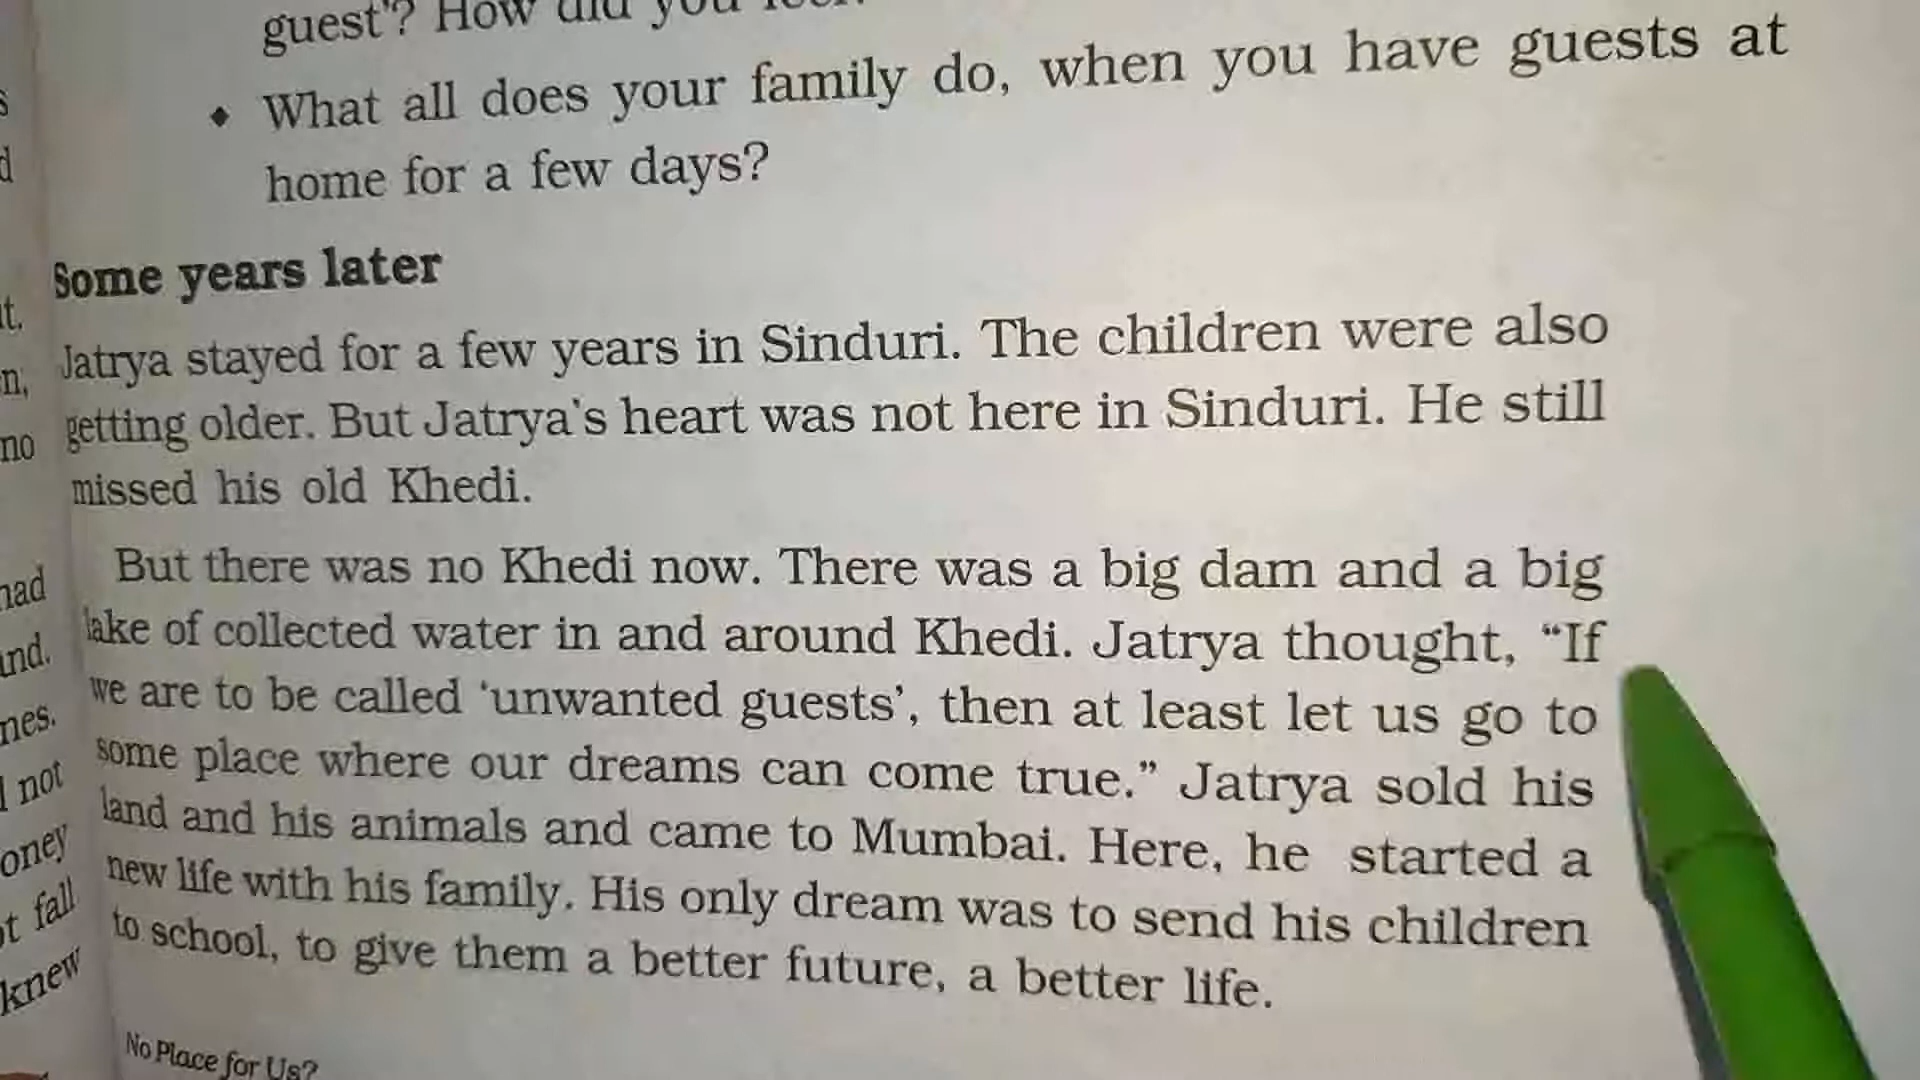 guest'? How did you
◆ What all does your family do, when you have guests at
home for a few days?
Some years later
Jatrya stayed for a few years in Sinduri. The children were also
getting older. But Jatrya's heart was not here in Sinduri. He still
missed his old Khedi.
But there was no Khedi now. There was a big dam and a big
lake of collected water in and around Khedi. Jatrya thought, “If
we are to be called ‘unwanted guests’, then at least let us go to
some place where our dreams can come true.” Jatrya sold his
land and his animals and came to Mumbai. Here, he started a
new life with his family. His only dream was to send his children
to school, to give them a better future, a better life.
No Place for Us?
no
not
fall
knew